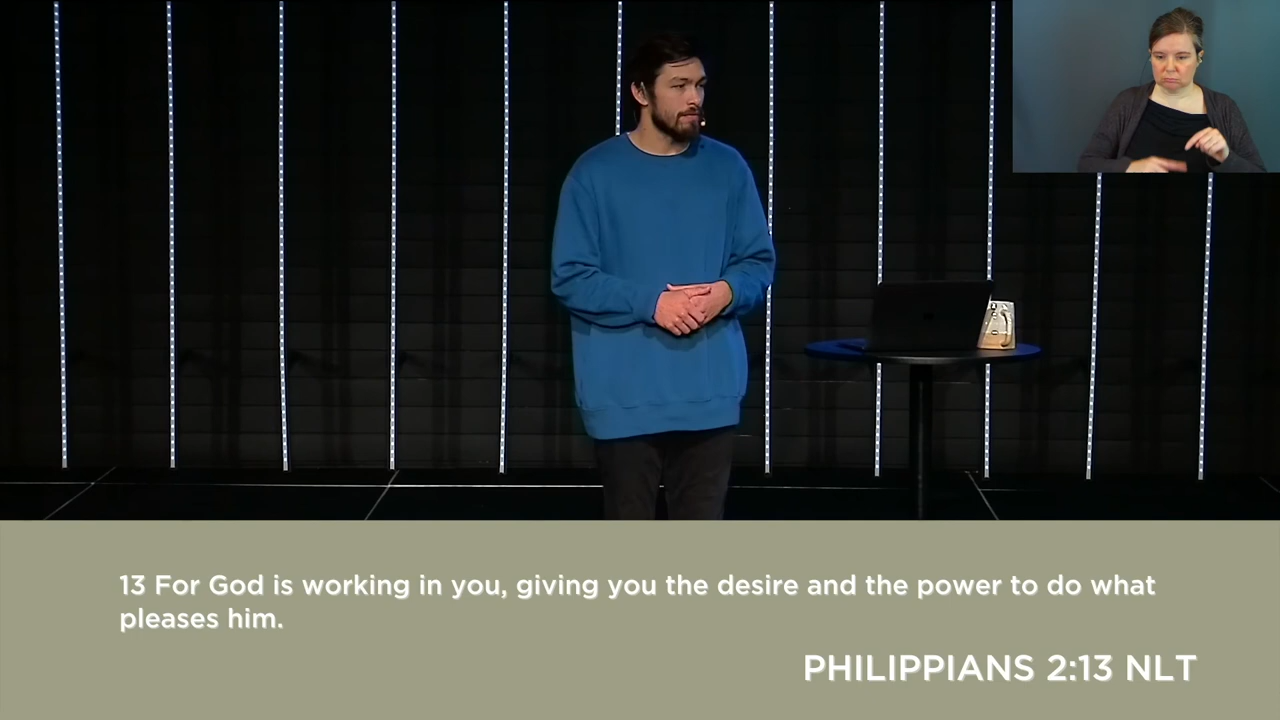 13 For God is working in you, giving you the desire and the power to do what
pleases him.
PHILIPPIANS 2:13 NLT